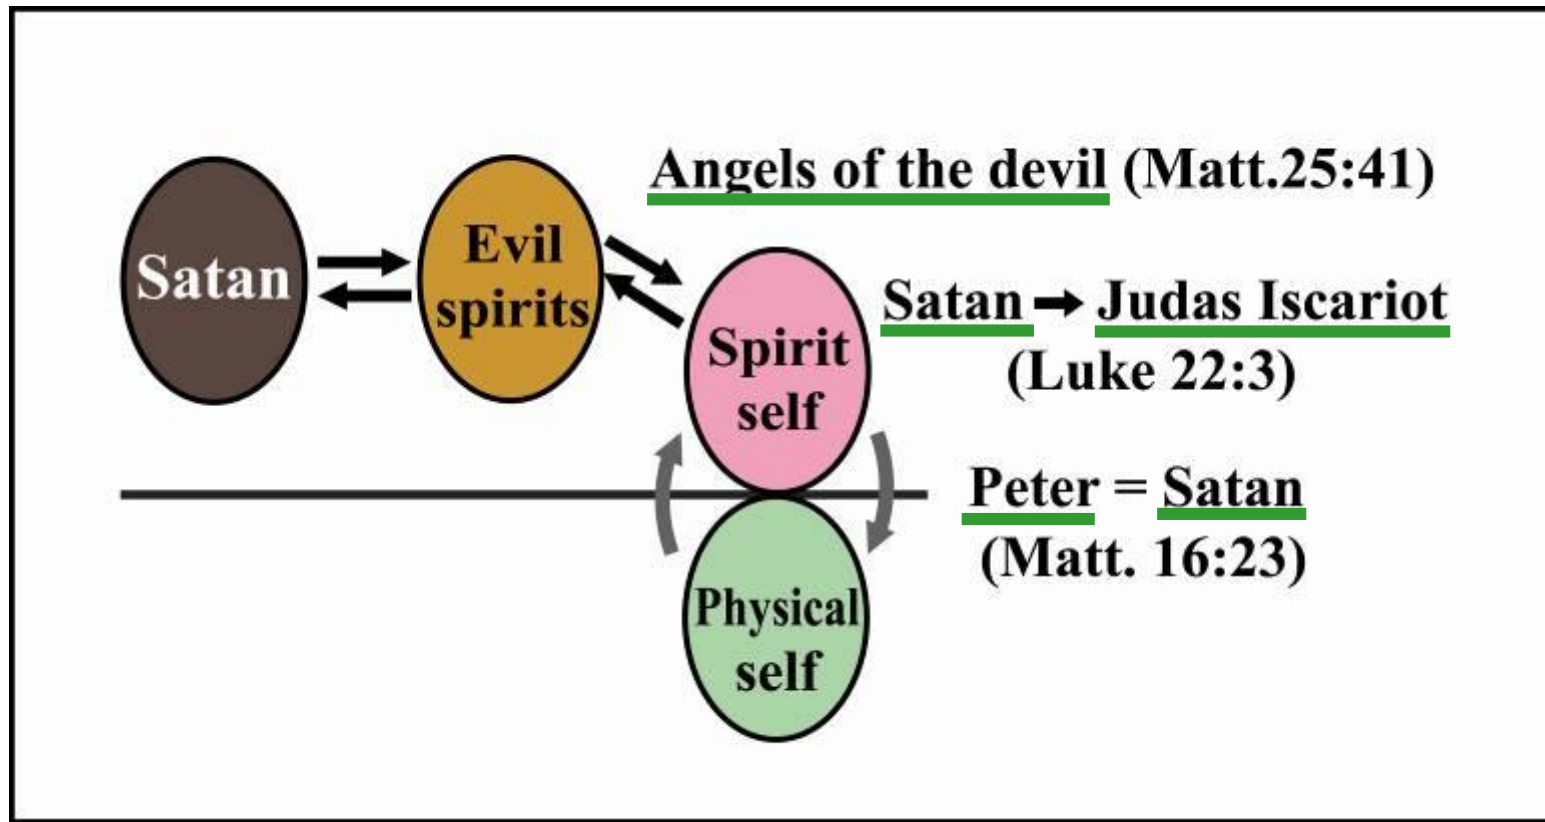 Angels of the devil (Matt.25:41)
Satan
Evil
spirits
Spirit
self
Satan → Judas Iscariot
(Luke 22:3)
Peter = Satan
(Matt. 16:23)
Physical
self